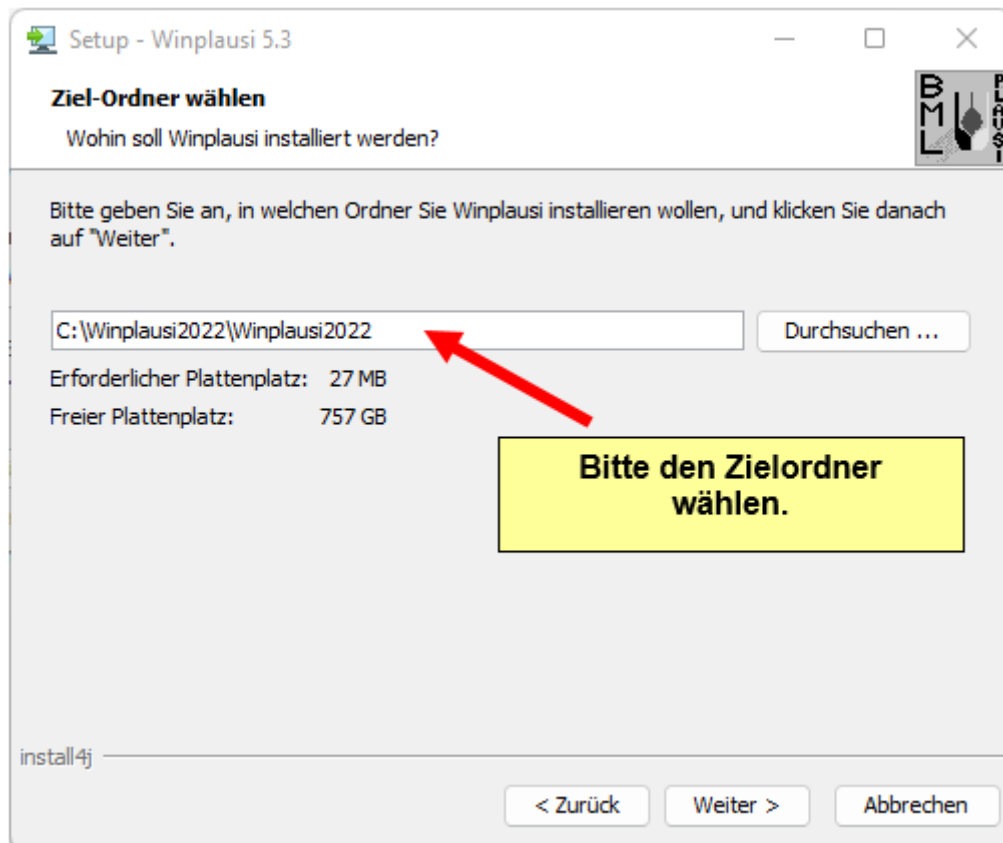 Setup - Winplausi 5.3
Ziel-Ordner wählen
Wohin soll Winplausi installiert werden?
BML
PLAUSI
Bitte geben Sie an, in welchen Ordner Sie Winplausi installieren wollen, und klicken Sie danach
auf "Weiter".
C:\Winplausi2022\Winplausi2022
Durchsuchen ...
Erforderlicher Plattenplatz: 27 MB
Freier Plattenplatz: 757 GB
Bitte den Zielordner
wählen.
install4j
< Zurück
Weiter >
Abbrechen